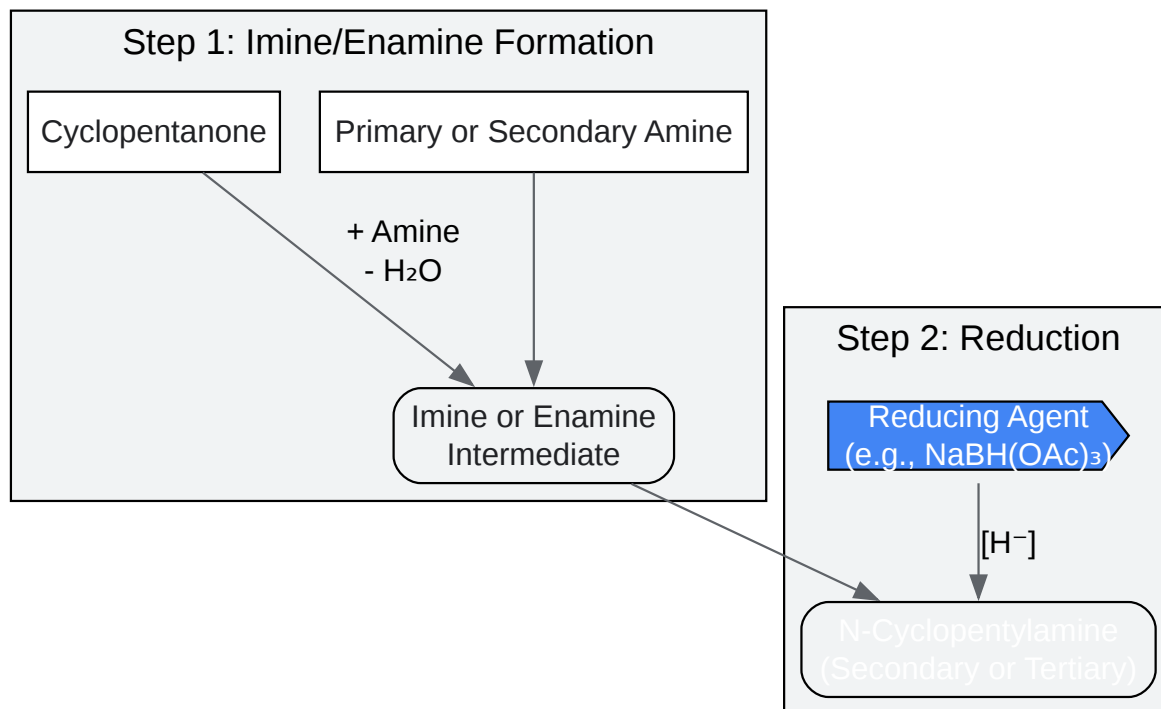 Step 1: Imine/Enamine Formation
Cyclopentanone
Primary or Secondary Amine
+ Amine
- H₂O
Imine or Enamine
Intermediate
Step 2: Reduction
Reducing Agent
(e.g., NaBH(OAc)₃)
[H⁻]
N-Cyclopentylamine
(Secondary or Tertiary)